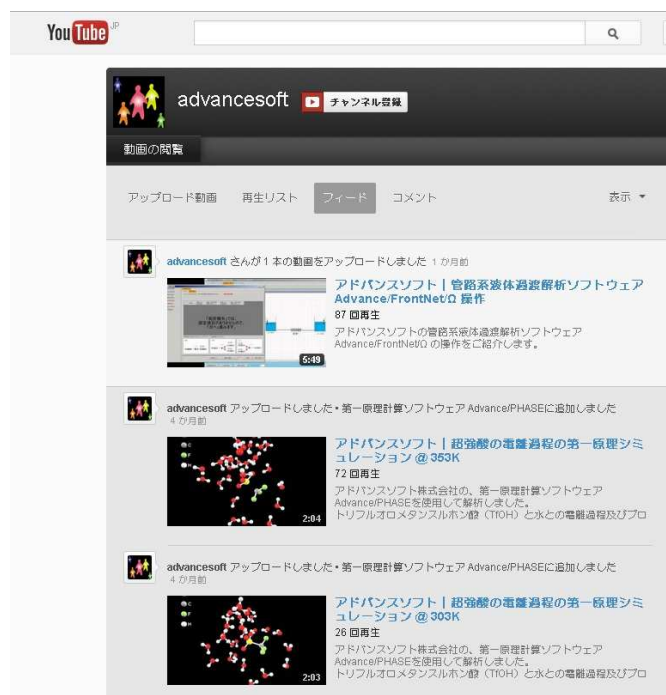 YouTube JP
advancesoft チャンネル登録
動画の閲覧
アップロード動画 再生リスト フィード コメント 表示
advancesoft さんが 1 本の動画をアップロードしました 1 か月前
アドバンスソフト | 管路系液体過渡解析ソフトウェア
Advance/FrontNet/Ω 操作
87 回再生
アドバンスソフトの管路系液体過渡解析ソフトウェア
Advance/FrontNet/Ω の操作をご紹介します。
5:49
advancesoft アップロードしました • 第一原理計算ソフトウェア Advance/PHASEに追加しました
4 か月前
アドバンスソフト | 超強酸の電離過程の第一原理シミ
ュレーション @353K
72 回再生
アドバンスソフト株式会社の、第一原理計算ソフトウェア
Advance/PHASEを使用して解析しました。
トリフルオロメタンスルホン酸 (TfOH) と水との電離過程及びプロ
2:04
advancesoft アップロードしました • 第一原理計算ソフトウェア Advance/PHASEに追加しました
4 か月前
アドバンスソフト | 超強酸の電離過程の第一原理シミ
ュレーション @303K
26 回再生
アドバンスソフト株式会社の、第一原理計算ソフトウェア
Advance/PHASEを使用して解析しました。
トリフルオロメタンスルホン酸 (TfOH) と水との電離過程及びプロ
2:03